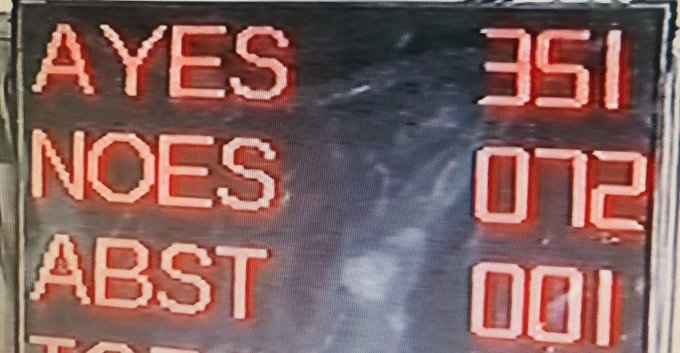 AYES 351
NOES 072
ABST 001